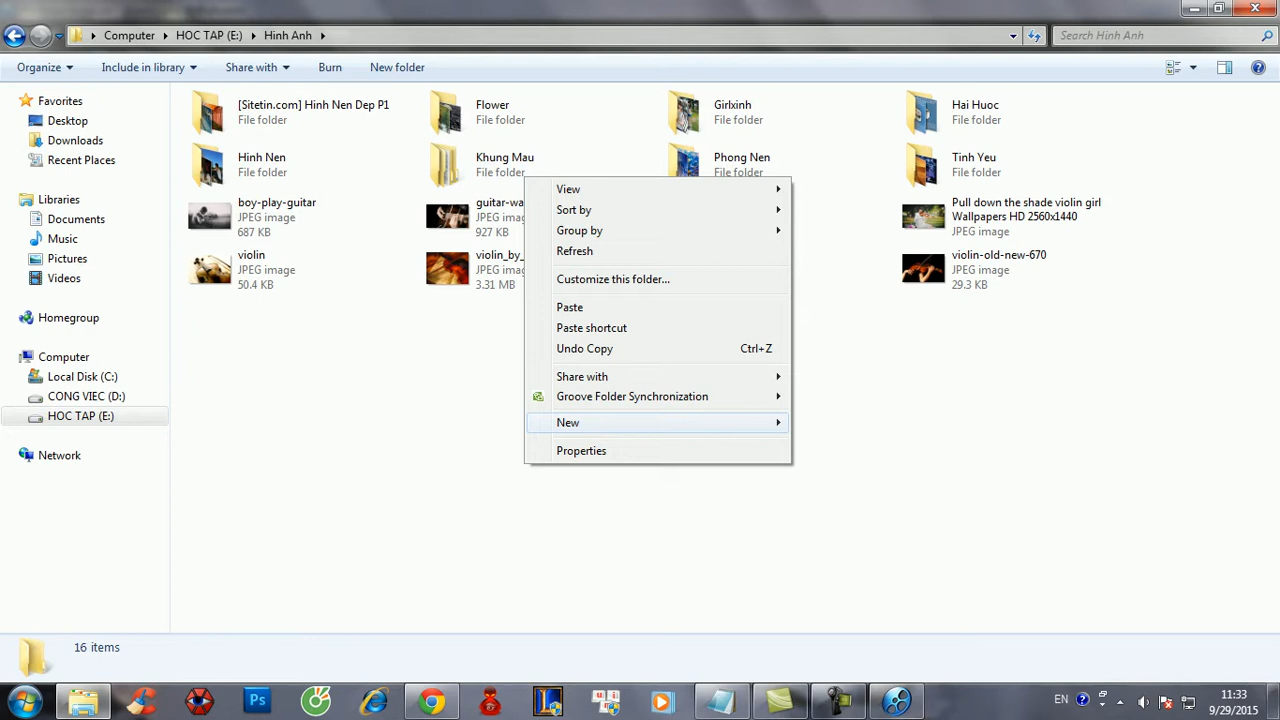 Computer
HOC TAP (E:)
Hinh Anh
Search Hinh Anh
Organize
Include in library
Share with
Burn
New folder
Favorites
Desktop
Downloads
Recent Places
Libraries
Documents
Music
Pictures
Videos
Homegroup
Computer
Local Disk (C:)
CONG VIEC (D:)
HOC TAP (E:)
Network
[Sitetin.com] Hinh Nen Dep P1
File folder
Flower
File folder
Girlxinh
File folder
Hai Huoc
File folder
Hinh Nen
File folder
Khung Mau
File folder
Phong Nen
File folder
Tinh Yeu
File folder
boy-play-guitar
JPEG image
687 KB
guitar-wa
JPEG image
927 KB
Pull down the shade violin girl
Wallpapers HD 2560x1440
JPEG image
violin
JPEG image
50.4 KB
violin_by_
JPEG image
3.31 MB
violin-old-new-670
JPEG image
29.3 KB
View
Sort by
Group by
Refresh
Customize this folder...
Paste
Paste shortcut
Undo Copy Ctrl+Z
Share with
Groove Folder Synchronization
New
Properties
16 items
Ps
EN
11:33
9/29/2015